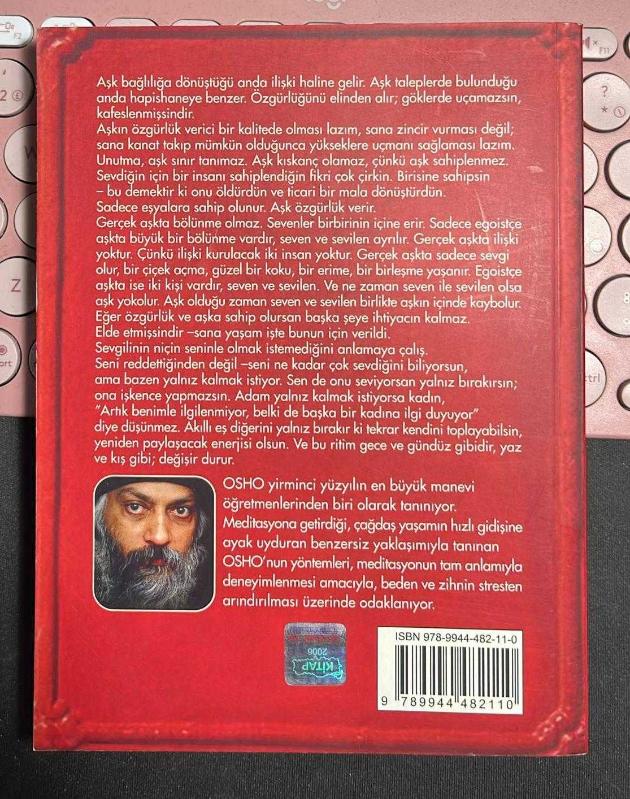 Aşk bağlılığa dönüştüğü anda ilişki haline gelir. Aşk taleplerde bulunduğu
anda hapishaneye benzer. Özgürlüğünü elinden alır; göklerde uçamazsın,
kafeslenmişsindir.
Aşkın özgürlük verici bir kalitede olması lazım, sana zincir vurması değil;
sana kanat takıp mümkün olduğunca yükseklere uçmanı sağlaması lazım.
Unutma, aşk sınır tanımaz. Aşk kıskanç olamaz, çünkü aşk sahiplenmez.
Sevdiğin için bir insanı sahiplendiğin fikri çok çirkin. Birisine sahipsin
– bu demektir ki onu öldürdün ve ticari bir mala dönüştürdün.
Sadece eşyalara sahip olunur. Aşk özgürlük verir.
Gerçek aşkta bölünme olmaz. Sevenler birbirinin içine erir. Sadece egoistçe
aşkta büyük bir bölünme vardır, seven ve sevilen ayrılır. Gerçek aşkta ilişki
yoktur. Çünkü ilişki kurulacak iki insan yoktur. Gerçek aşkta sadece sevgi
olur, bir çiçek açma, güzel bir koku, bir erime, bir birleşme yaşanır. Egoistçe
aşkta ise iki kişi vardır, seven ve sevilen. Ve ne zaman seven ile sevilen olsa
aşk yokolur. Aşk olduğu zaman seven ve sevilen birlikte aşkın içinde kaybolur.
Eğer özgürlük ve aşka sahip olursan başka şeye ihtiyacın kalmaz.
Elde etmişsindir –sana yaşam işte bunun için verildi.
Sevgilinin niçin seninle olmak istemediğini anlamaya çalış.
Seni reddettiğinden değil –seni ne kadar çok sevdiğini biliyorsun,
ama bazen yalnız kalmak istiyor. Sen de onu seviyorsan yalnız bırakırsın;
ona işkence yapmazsın. Adam yalnız kalmak istiyorsa kadın,
"Artık benimle ilgilenmiyor, belki de başka bir kadına ilgi duyuyor"
diye düşünmez. Akıllı eş diğerini yalnız bırakır ki tekrar kendini toplayabilsin,
yeniden paylaşacak enerjisi olsun. Ve bu ritim gece ve gündüz gibidir, yaz
ve kış gibi; değişir durur.
OSHO yirminci yüzyılın en büyük manevi
öğretmenlerinden biri olarak tanınıyor.
Meditasyona getirdiği, çağdaş yaşamın hızlı gidişine
ayak uyduran benzersiz yaklaşımıyla tanınan
OSHO'nun yöntemleri, meditasyonun tam anlamıyla
deneyimlenmesi amacıyla, beden ve zihnin stresten
arındırılması üzerinde odaklanıyor.
KİTAP
2006
ISBN 978-9944-482-11-0
9 789944 482110
F2
F11
2
W
Z
?
*
8
ctrl